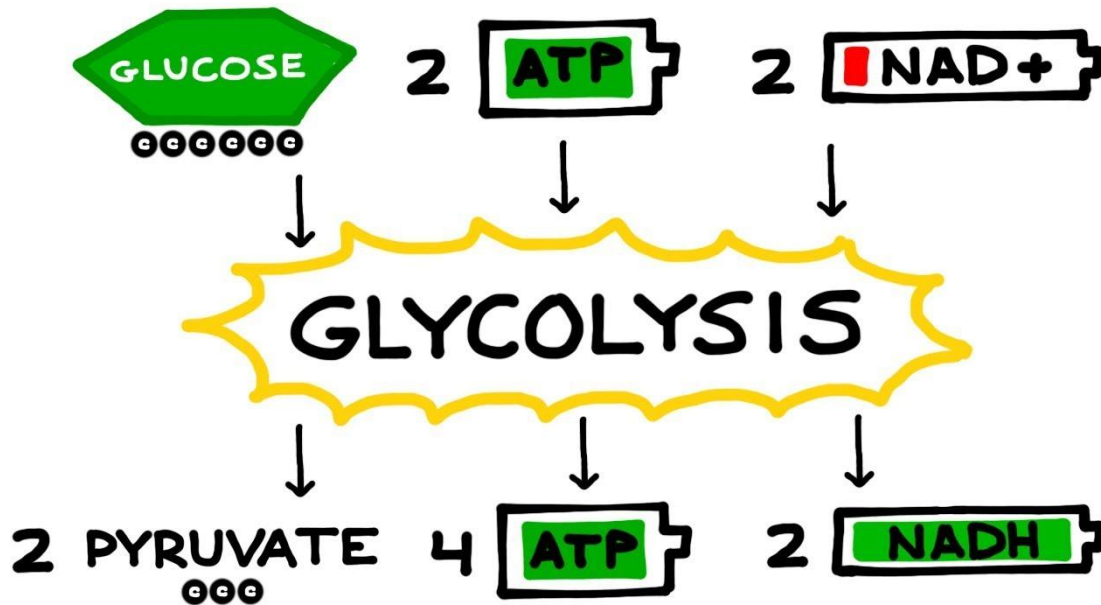 GLUCOSE
2 ATP
2 NAD+
C C C C C C
GLYCOLYSIS
2 PYRUVATE
4 ATP
2 NADH
C C C